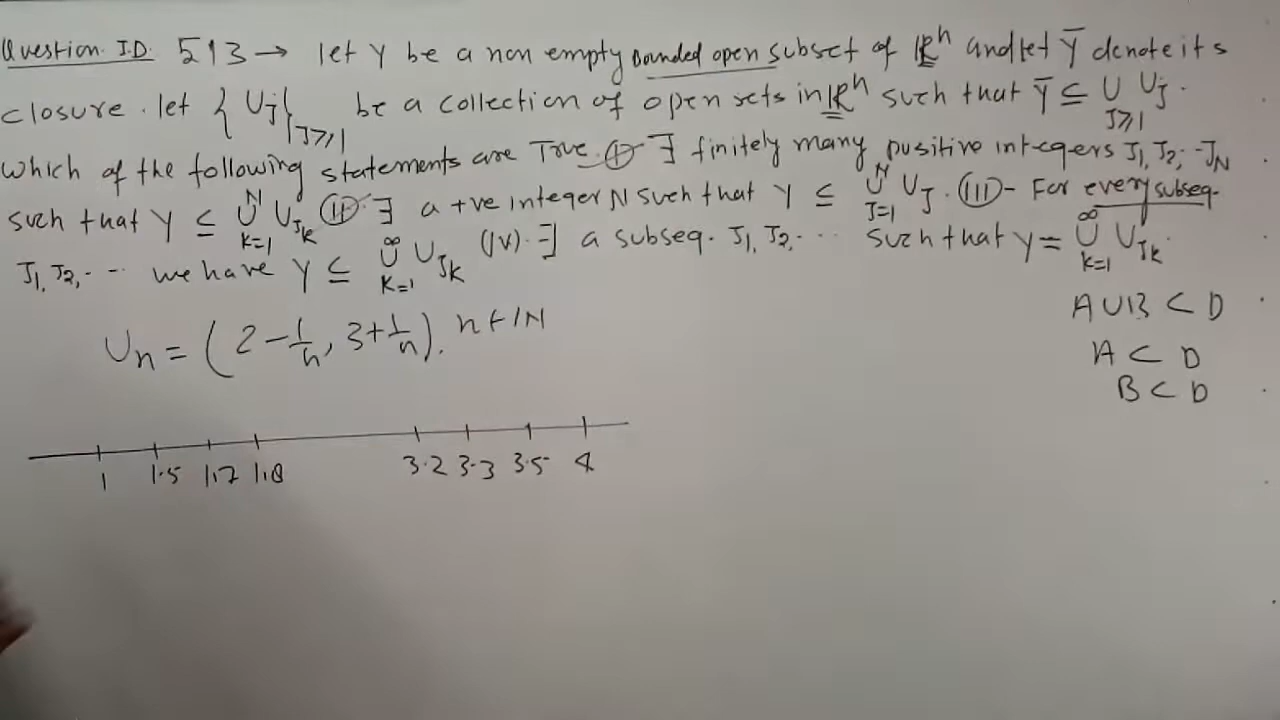 Question I.D. 513 → let Y be a non empty bounded open subset of ℝⁿ and let Y̅ denote its
closure. let {Uj}J≥1 be a collection of open sets in ℝⁿ such that Y̅ ⊆ ∪J≥1 Uj.
which of the following statements are True. (I) ∃ finitely many positive integers J1, J2, -JN
such that Y ⊆ ∪ᴺK=1 UJK (II) ∃ a +ve integer N such that Y ⊆ ∪ᴺJ=1 UJ. (III) - For every subseq.
J1, J2, - -- we have Y ⊆ ∪^∞K=1 UJK (IV). ∃ a subseq. J1, J2, ... such that Y = ∪^∞K=1 UJK.
Un = (2 - 1/n, 3 + 1/n). n ∈ IN
A ∪ B ⊂ D
A ⊂ D
B ⊂ D
1 1.5 1.7 1.8 3.2 3.3 3.5 4